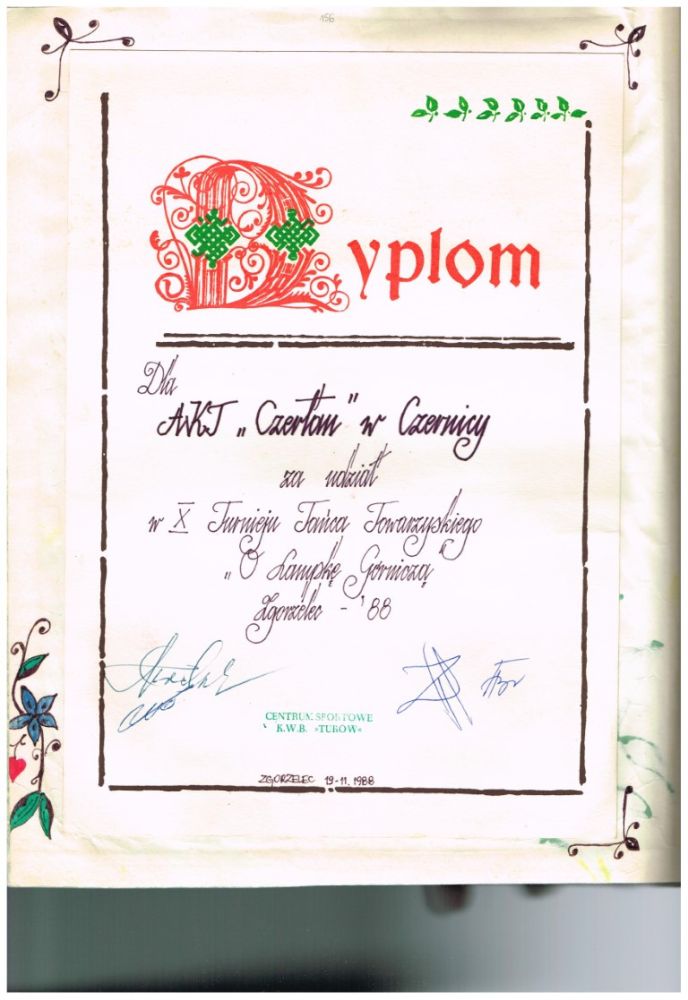 156
Dyplom
Dla
AKT „Czerłan" w Czernicy
za udział
w X Turnieju Tańca Towarzyskiego
„O Lampkę Górniczą"
Zgorzelec - '88
CENTRUM SPORTOWE
K.W.B. »TURÓW«
ZGORZELEC 19-11. 1988